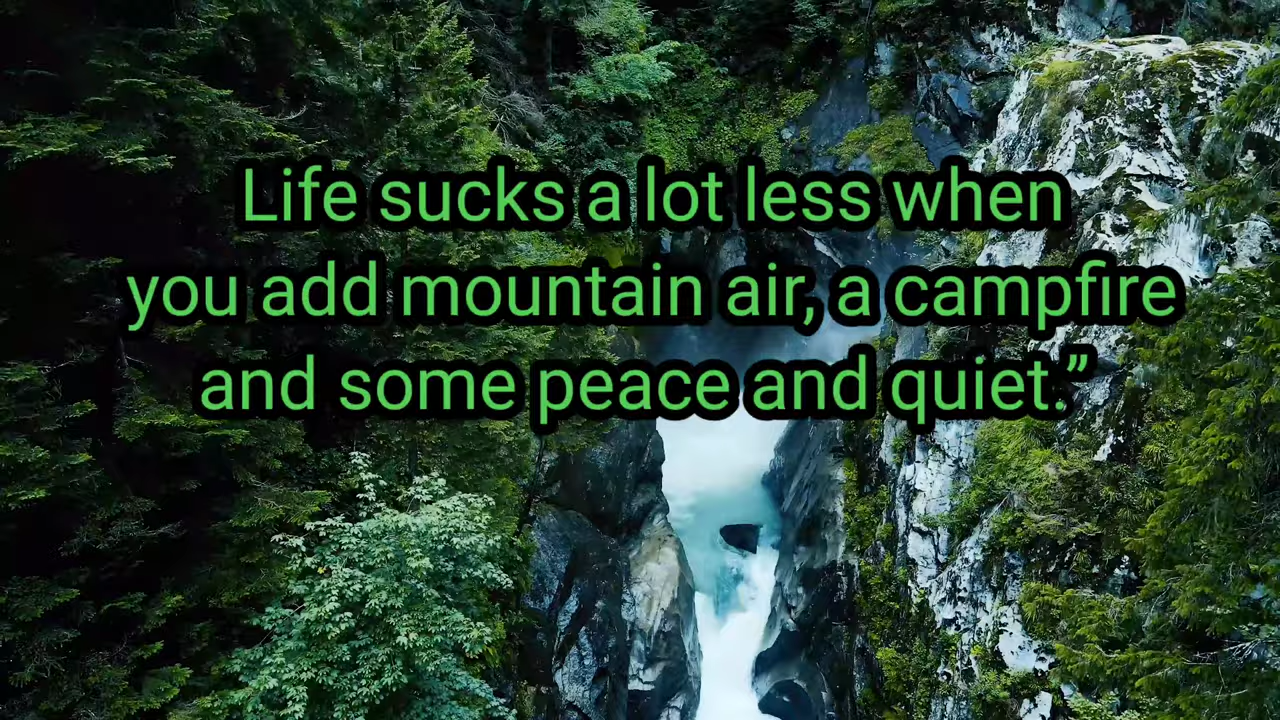 Life sucks a lot less when
you add mountain air, a campfire
and some peace and quiet.”